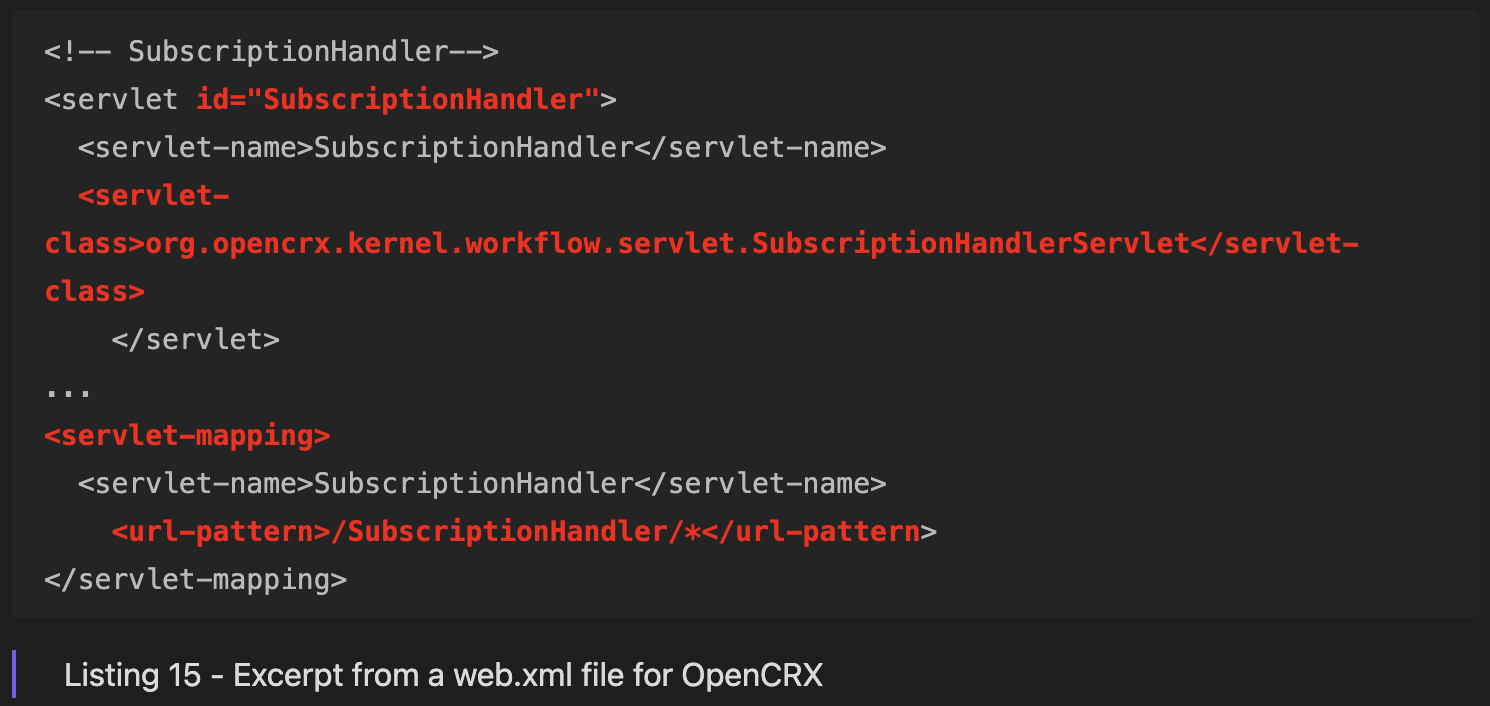 <!-- SubscriptionHandler-->
<servlet id="SubscriptionHandler">
  <servlet-name>SubscriptionHandler</servlet-name>
  <servlet-
class>org.opencrx.kernel.workflow.servlet.SubscriptionHandlerServlet</servlet-
class>
    </servlet>
...
<servlet-mapping>
  <servlet-name>SubscriptionHandler</servlet-name>
    <url-pattern>/SubscriptionHandler/*</url-pattern>
</servlet-mapping>
Listing 15 - Excerpt from a web.xml file for OpenCRX